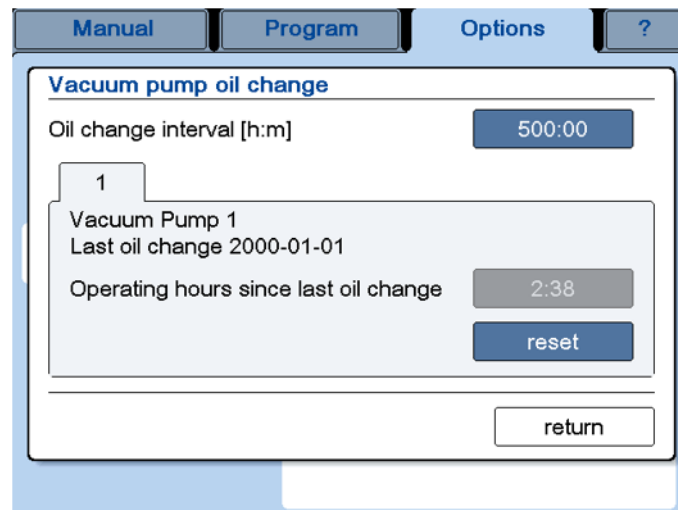 Manual Program Options ?
Vacuum pump oil change
Oil change interval [h:m] 500:00
1
Vacuum Pump 1
Last oil change 2000-01-01
Operating hours since last oil change 2:38
reset
return